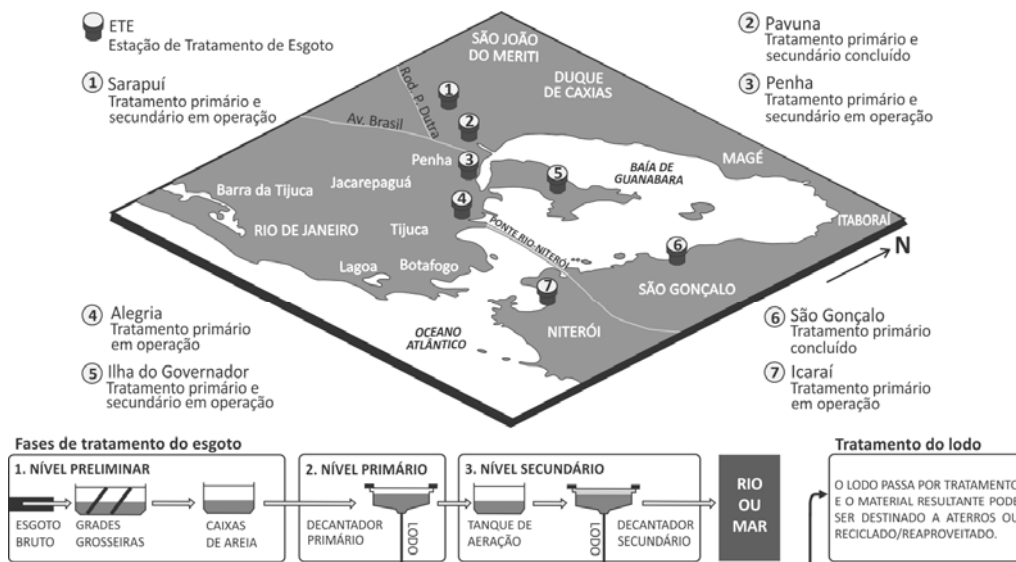 ETE
Estação de Tratamento de Esgoto
1 Sarapuí
Tratamento primário e
secundário em operação
2 Pavuna
Tratamento primário e
secundário concluído
3 Penha
Tratamento primário e
secundário em operação
SÃO JOÃO
DO MERITI
DUQUE
DE CAXIAS
Rod. P. Dutra
Av. Brasil
1
2
3
4
5
6
7
Penha
BAÍA DE
GUANABARA
MAGÉ
ITABORAÍ
Barra da Tijuca
Jacarepaguá
RIO DE JANEIRO
Tijuca
PONTE RIO-NITERÓI
Lagoa
Botafogo
SÃO GONÇALO
NITERÓI
OCEANO
ATLÂNTICO
N
4 Alegria
Tratamento primário
em operação
5 Ilha do Governador
Tratamento primário e
secundário em operação
6 São Gonçalo
Tratamento primário
concluído
7 Icaraí
Tratamento primário
em operação
Fases de tratamento do esgoto
1. NÍVEL PRELIMINAR
ESGOTO
BRUTO
GRADES
GROSSEIRAS
CAIXAS
DE AREIA
2. NÍVEL PRIMÁRIO
DECANTADOR
PRIMÁRIO
LODO
3. NÍVEL SECUNDÁRIO
TANQUE DE
AERAÇÃO
LODO
DECANTADOR
SECUNDÁRIO
RIO
OU
MAR
Tratamento do lodo
O LODO PASSA POR TRATAMENTO
E O MATERIAL RESULTANTE PODE
SER DESTINADO A ATERROS OU
RECICLADO/REAPROVEITADO.